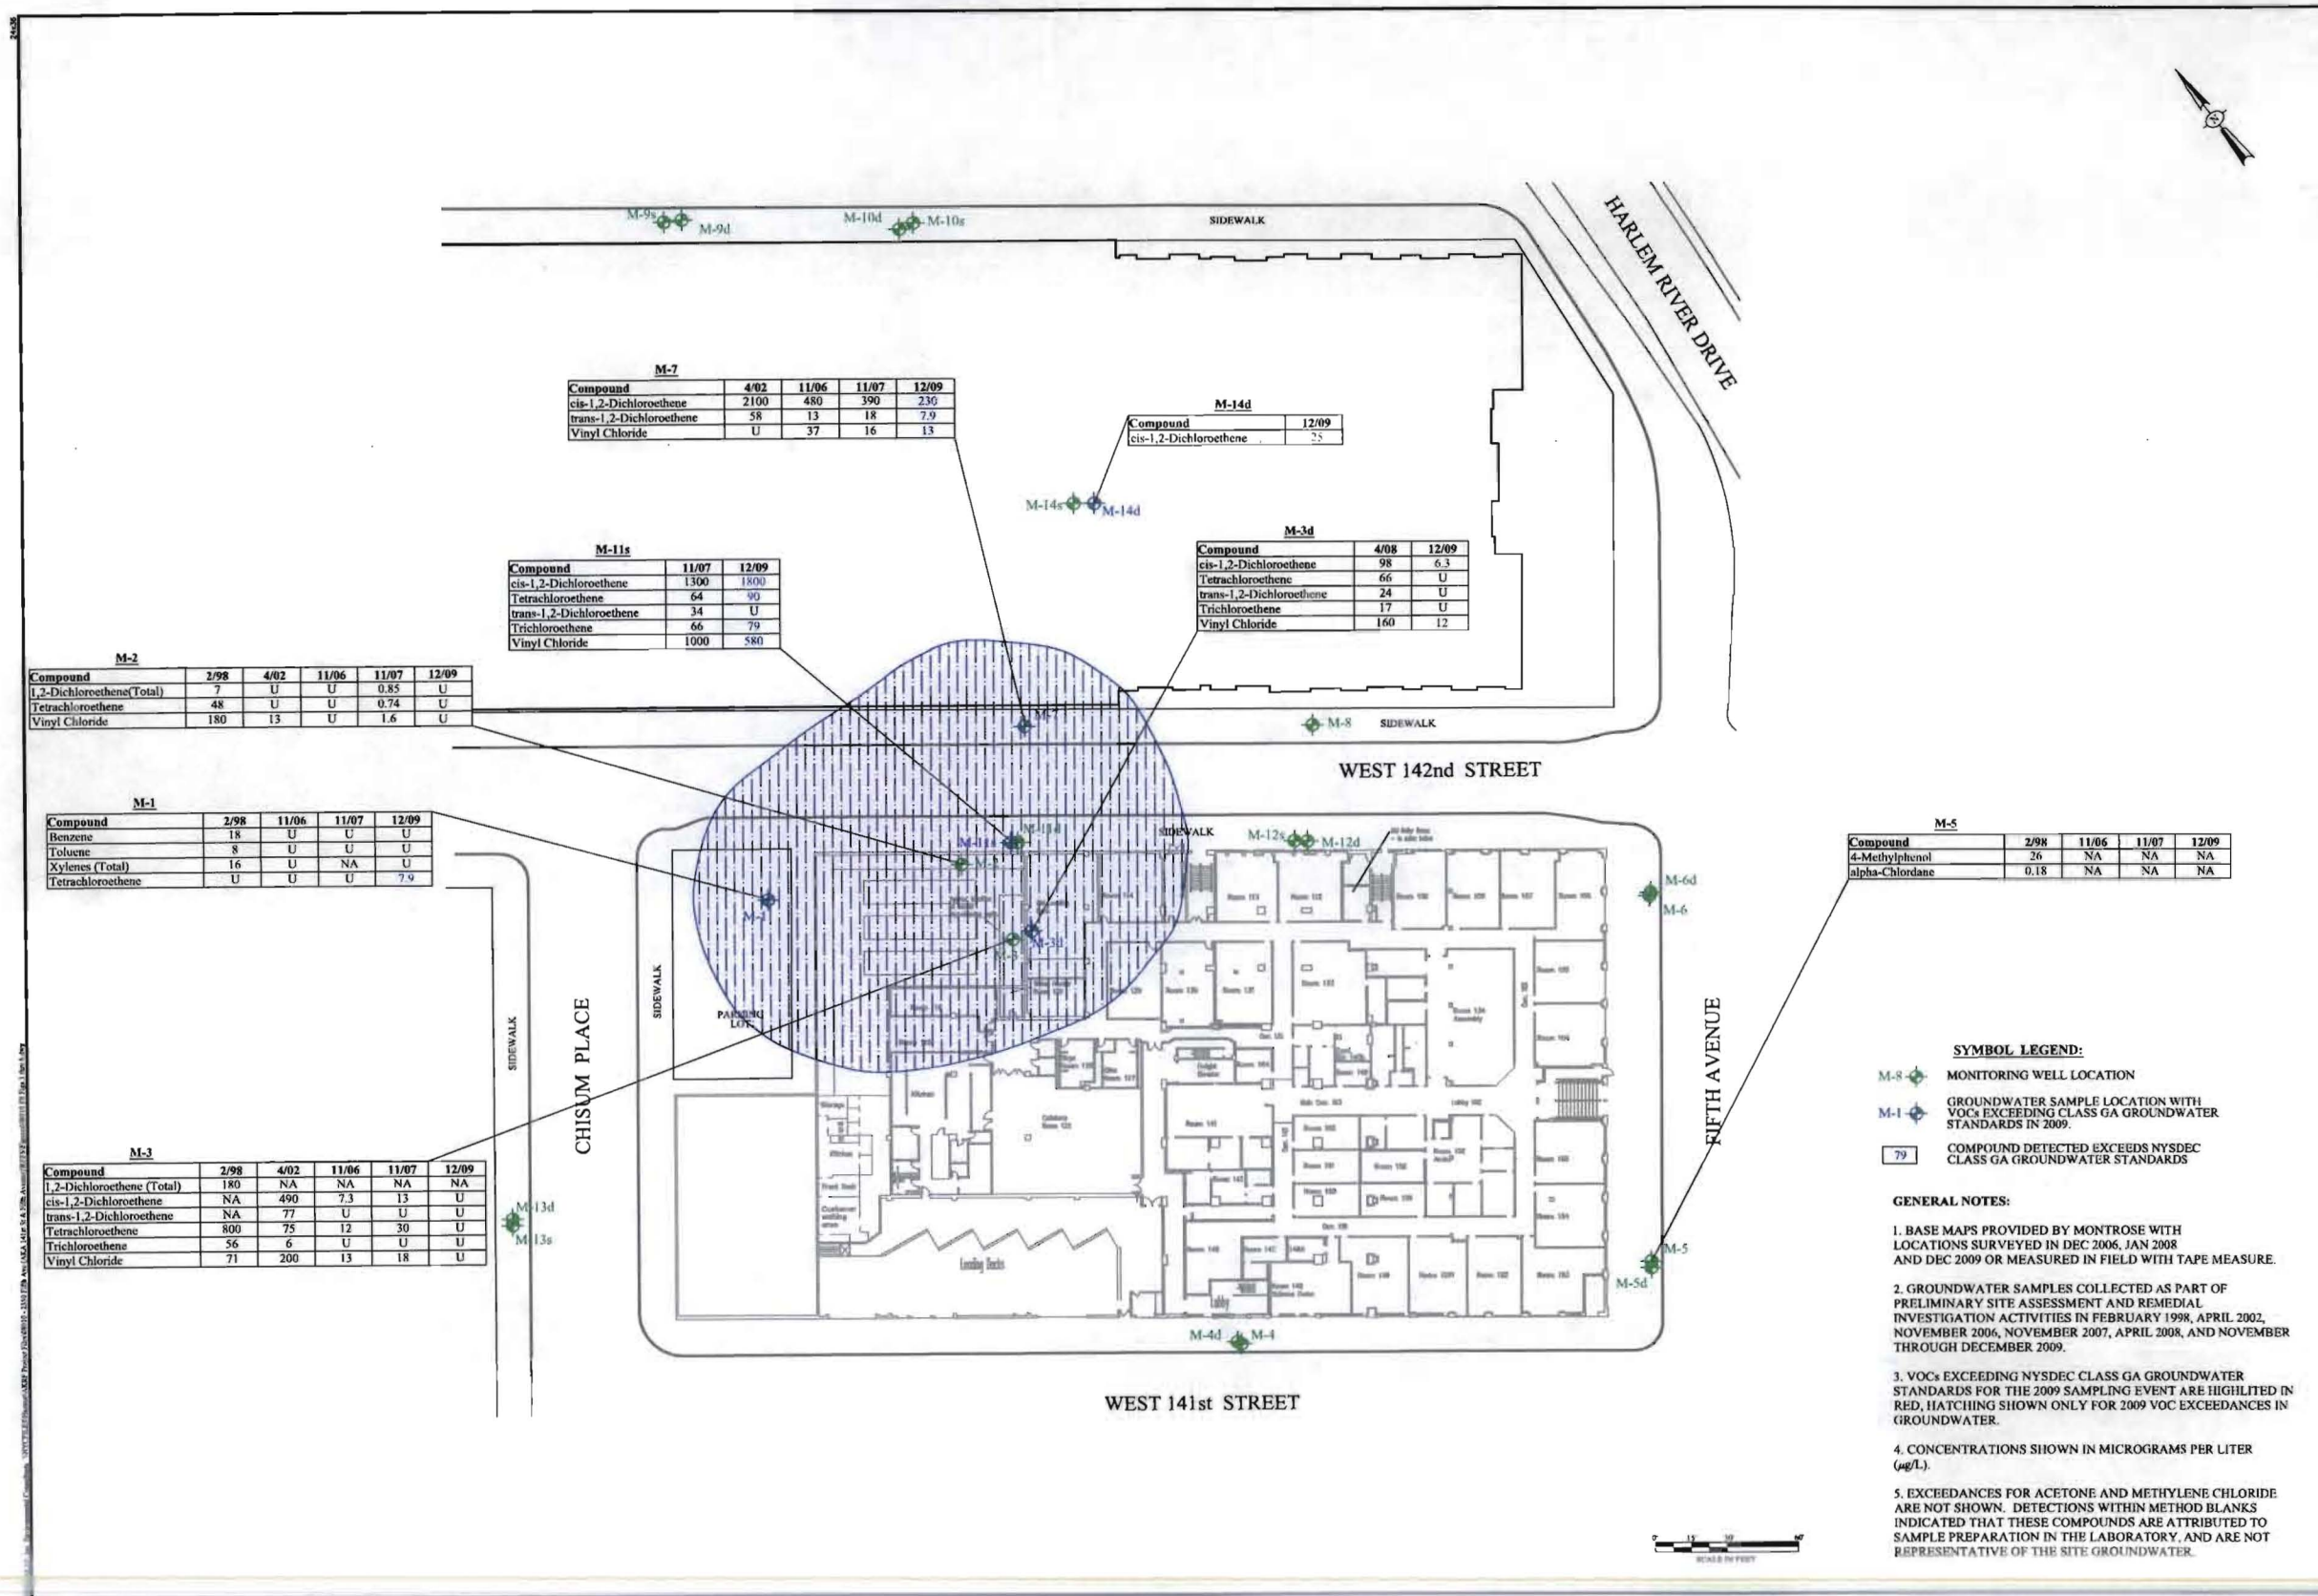 24x36
HARLEM RIVER DRIVE
M-9s
M-9d
M-10d
M-10s
SIDEWALK
M-7
Compound 4/02 11/06 11/07 12/09
cis-1,2-Dichloroethene 2100 480 390 230
trans-1,2-Dichloroethene 58 13 18 7.9
Vinyl Chloride U 37 16 13
M-14d
Compound 12/09
cis-1,2-Dichloroethene 25
M-14s
M-14d
M-11s
Compound 11/07 12/09
cis-1,2-Dichloroethene 1300 1800
Tetrachloroethene 64 90
trans-1,2-Dichloroethene 34 U
Trichloroethene 66 79
Vinyl Chloride 1000 580
M-3d
Compound 4/08 12/09
cis-1,2-Dichloroethene 98 6.3
Tetrachloroethene 66 U
trans-1,2-Dichloroethene 24 U
Trichloroethene 17 U
Vinyl Chloride 160 12
M-2
Compound 2/98 4/02 11/06 11/07 12/09
1,2-Dichloroethene(Total) 7 U U 0.85 U
Tetrachloroethene 48 U U 0.74 U
Vinyl Chloride 180 13 U 1.6 U
M-7
M-8
SIDEWALK
WEST 142nd STREET
M-1
Compound 2/98 11/06 11/07 12/09
Benzene 18 U U U
Toluene 8 U U U
Xylenes (Total) 16 U NA U
Tetrachloroethene U U U 7.9
M-11s
M-11d
SIDEWALK
M-12s
M-12d
M-2
M-1
M-3d
M-3
M-6d
M-6
M-5
Compound 2/98 11/06 11/07 12/09
4-Methylphenol 26 NA NA NA
alpha-Chlordane 0.18 NA NA NA
SIDEWALK
SIDEWALK
CHISUM PLACE
PARKING
LOT
FIFTH AVENUE
Kitchen
Storage
Loading Docks
Lobby
M-3
Compound 2/98 4/02 11/06 11/07 12/09
1,2-Dichloroethene (Total) 180 NA NA NA NA
cis-1,2-Dichloroethene NA 490 7.3 13 U
trans-1,2-Dichloroethene NA 77 U U U
Tetrachloroethene 800 75 12 30 U
Trichloroethene 56 6 U U U
Vinyl Chloride 71 200 13 18 U
M-13d
M-13s
M-5
M-5d
M-4d
M-4
WEST 141st STREET
SYMBOL LEGEND:
M-8 MONITORING WELL LOCATION
M-1 GROUNDWATER SAMPLE LOCATION WITH
VOCs EXCEEDING CLASS GA GROUNDWATER
STANDARDS IN 2009.
79 COMPOUND DETECTED EXCEEDS NYSDEC
CLASS GA GROUNDWATER STANDARDS
GENERAL NOTES:
1. BASE MAPS PROVIDED BY MONTROSE WITH
LOCATIONS SURVEYED IN DEC 2006, JAN 2008
AND DEC 2009 OR MEASURED IN FIELD WITH TAPE MEASURE.
2. GROUNDWATER SAMPLES COLLECTED AS PART OF
PRELIMINARY SITE ASSESSMENT AND REMEDIAL
INVESTIGATION ACTIVITIES IN FEBRUARY 1998, APRIL 2002,
NOVEMBER 2006, NOVEMBER 2007, APRIL 2008, AND NOVEMBER
THROUGH DECEMBER 2009.
3. VOCs EXCEEDING NYSDEC CLASS GA GROUNDWATER
STANDARDS FOR THE 2009 SAMPLING EVENT ARE HIGHLITED IN
RED, HATCHING SHOWN ONLY FOR 2009 VOC EXCEEDANCES IN
GROUNDWATER.
4. CONCENTRATIONS SHOWN IN MICROGRAMS PER LITER
(µg/L).
5. EXCEEDANCES FOR ACETONE AND METHYLENE CHLORIDE
ARE NOT SHOWN. DETECTIONS WITHIN METHOD BLANKS
INDICATED THAT THESE COMPOUNDS ARE ATTRIBUTED TO
SAMPLE PREPARATION IN THE LABORATORY, AND ARE NOT
REPRESENTATIVE OF THE SITE GROUNDWATER.
SCALE IN FEET